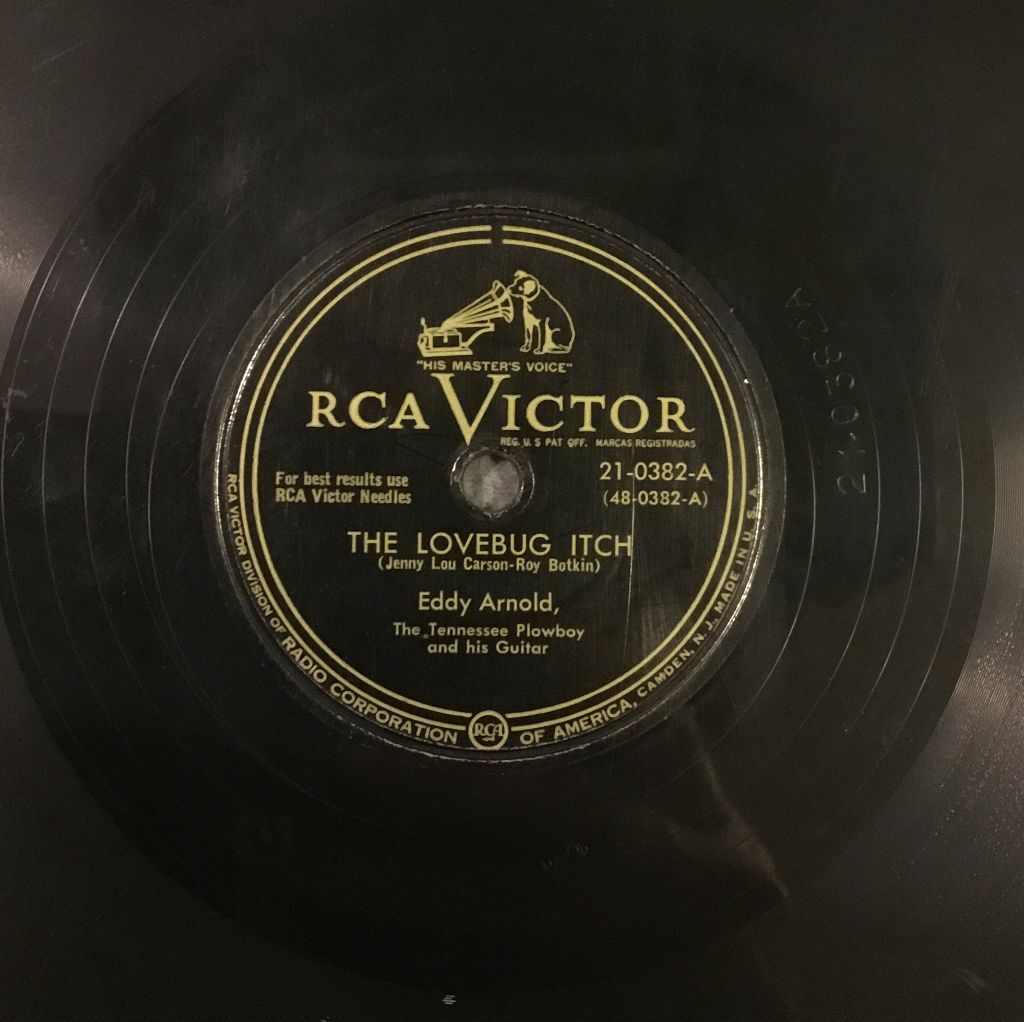 "HIS MASTER'S VOICE"
RCA VICTOR
REG. U. S. PAT. OFF. MARCAS REGISTRADAS
For best results use
RCA Victor Needles
21-0382-A
(48-0382-A)
THE LOVEBUG ITCH
(Jenny Lou Carson-Roy Botkin)
Eddy Arnold,
The Tennessee Plowboy
and his Guitar
RCA VICTOR DIVISION OF RADIO CORPORATION RCA OF AMERICA, CAMDEN, N. J., MADE IN U. S. A.
21-0382A